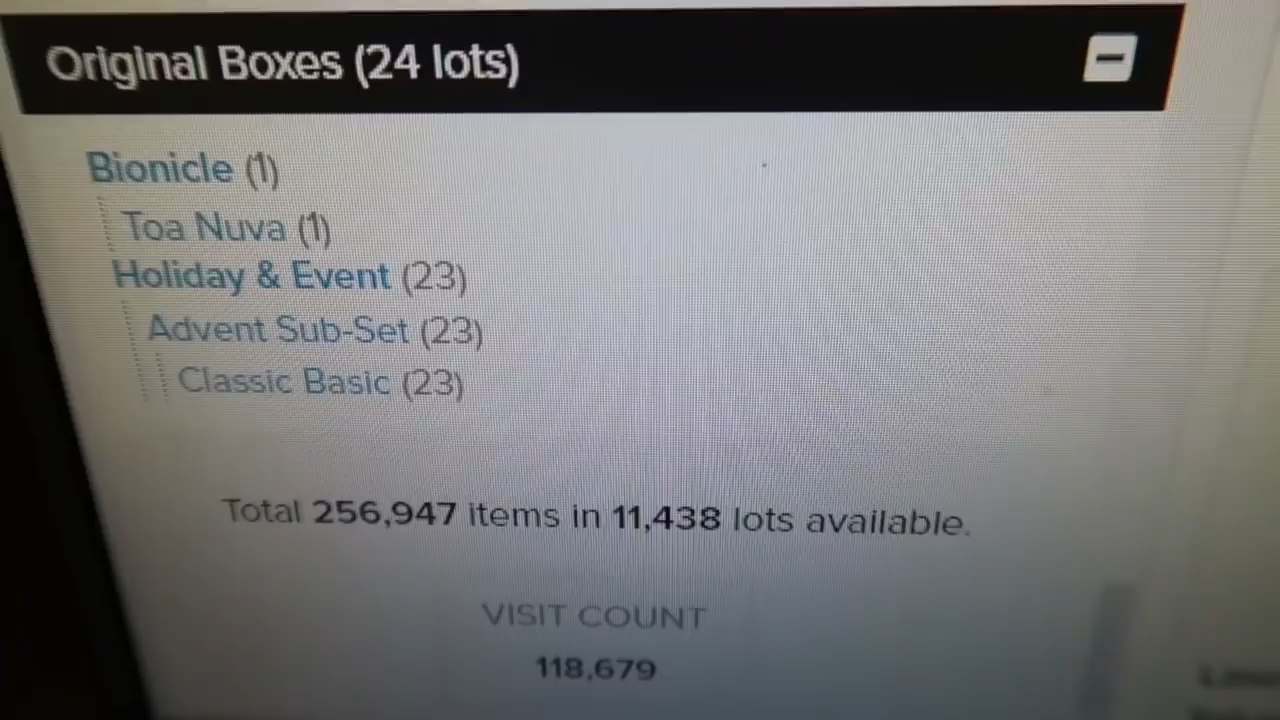 Original Boxes (24 lots)
Bionicle (1)
Toa Nuva (1)
Holiday & Event (23)
Advent Sub-Set (23)
Classic Basic (23)
Total 256,947 items in 11,438 lots available.
VISIT COUNT
118,679